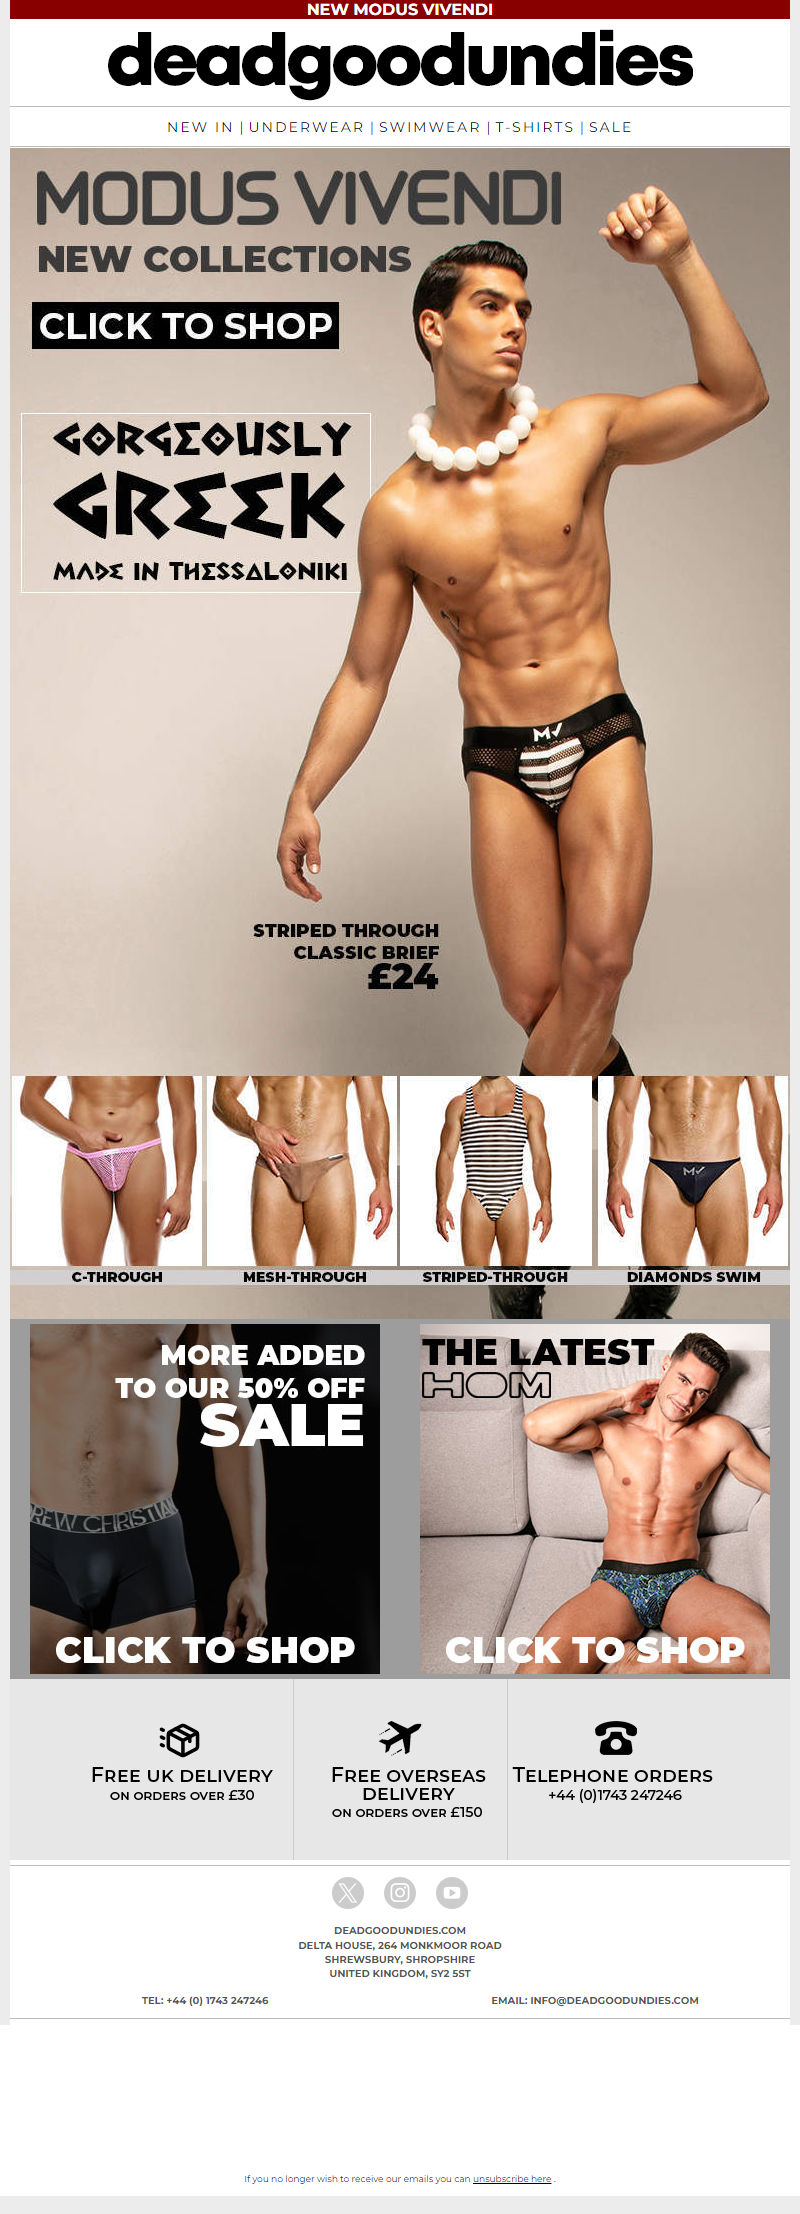 NEW MODUS VIVENDI
deadgoodundies
NEW IN | UNDERWEAR | SWIMWEAR | T-SHIRTS | SALE
MODUS VIVENDI
NEW COLLECTIONS
CLICK TO SHOP
GORGEOUSLY
GREEK
MADE IN THESSALONIKI
MV
STRIPED THROUGH
CLASSIC BRIEF
£24
MV
C-THROUGH
MESH-THROUGH
STRIPED-THROUGH
DIAMONDS SWIM
MORE ADDED
TO OUR 50% OFF
SALE
REW CHRISTIAN
CLICK TO SHOP
THE LATEST
HOM
CLICK TO SHOP
FREE UK DELIVERY
ON ORDERS OVER £30
FREE OVERSEAS
DELIVERY
ON ORDERS OVER £150
TELEPHONE ORDERS
+44 (0)1743 247246
DEADGOODUNDIES.COM
DELTA HOUSE, 264 MONKMOOR ROAD
SHREWSBURY, SHROPSHIRE
UNITED KINGDOM, SY2 5ST
TEL: +44 (0) 1743 247246
EMAIL: INFO@DEADGOODUNDIES.COM
If you no longer wish to receive our emails you can unsubscribe here .